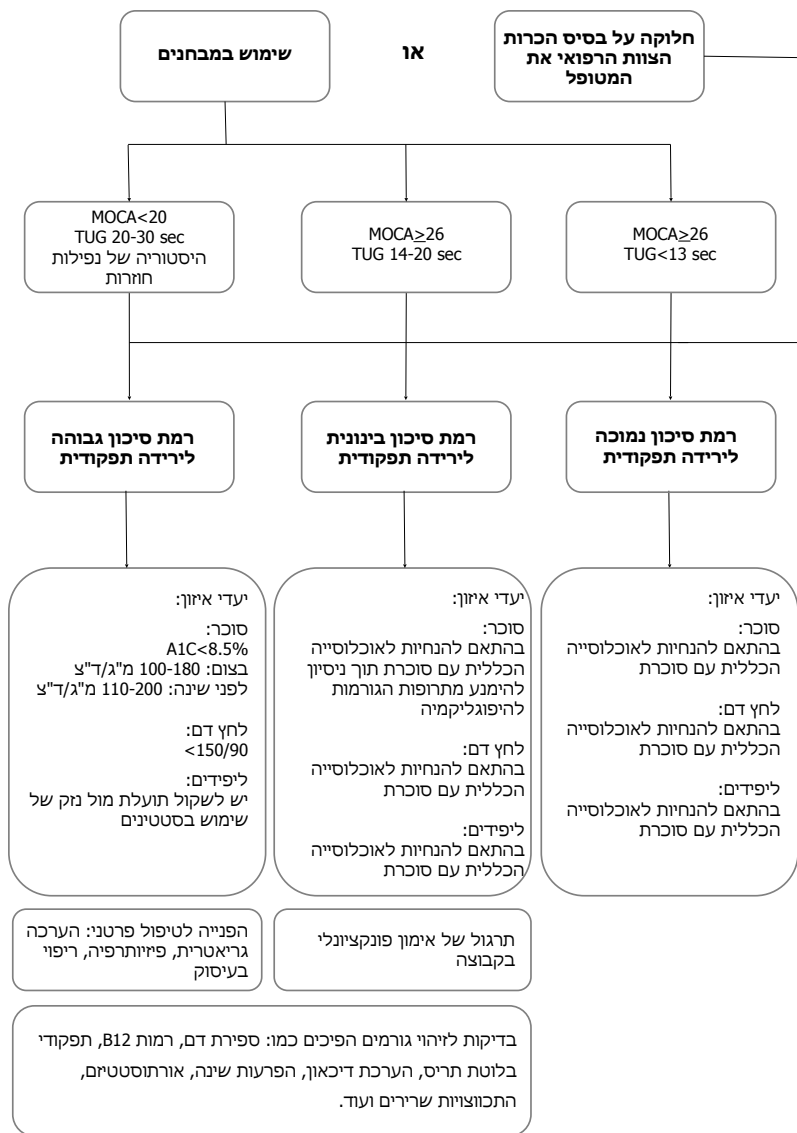 חלוקה על בסיס הכרות
הצוות הרפואי את
המטופל
או
שימוש במבחנים
MOCA≥26
TUG<13 sec
MOCA≥26
TUG 14-20 sec
MOCA<20
TUG 20-30 sec
היסטוריה של נפילות
חוזרות
רמת סיכון נמוכה
לירידה תפקודית
רמת סיכון בינונית
לירידה תפקודית
רמת סיכון גבוהה
לירידה תפקודית
יעדי איזון:
סוכר:
בהתאם להנחיות לאוכלוסייה
הכללית עם סוכרת
לחץ דם:
בהתאם להנחיות לאוכלוסייה
הכללית עם סוכרת
ליפידים:
בהתאם להנחיות לאוכלוסייה
הכללית עם סוכרת
יעדי איזון:
סוכר:
בהתאם להנחיות לאוכלוסייה
הכללית עם סוכרת תוך ניסיון
להימנע מתרופות הגורמות
להיפוגליקמיה
לחץ דם:
בהתאם להנחיות לאוכלוסייה
הכללית עם סוכרת
ליפידים:
בהתאם להנחיות לאוכלוסייה
הכללית עם סוכרת
יעדי איזון:
סוכר:
A1C<8.5%
בצום: 100-180 מ"ג/ד"צ
לפני שינה: 110-200 מ"ג/ד"צ
לחץ דם:
<150/90
ליפידים:
יש לשקול תועלת מול נזק של
שימוש בסטטינים
תרגול של אימון פונקציונלי
בקבוצה
הפנייה לטיפול פרטני: הערכה
גריאטרית, פיזיותרפיה, ריפוי
בעיסוק
בדיקות לזיהוי גורמים הפיכים כמו: ספירת דם, רמות B12, תפקודי
בלוטת תריס, הערכת דיכאון, הפרעות שינה, אורתוסטטיזם,
התכווצויות שרירים ועוד.